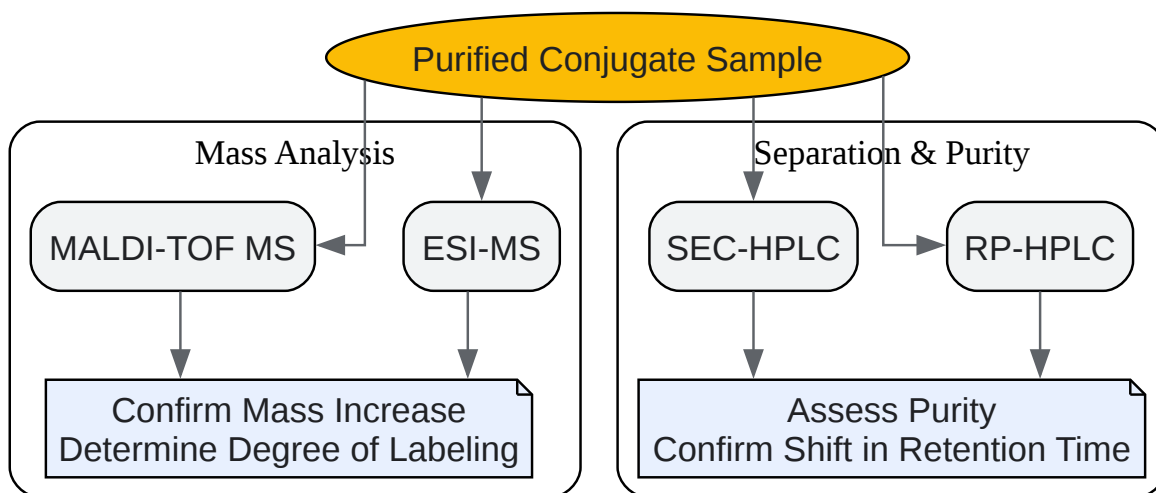 Purified Conjugate Sample
Mass Analysis
Separation & Purity
MALDI-TOF MS
ESI-MS
SEC-HPLC
RP-HPLC
Confirm Mass Increase
Determine Degree of Labeling
Assess Purity
Confirm Shift in Retention Time